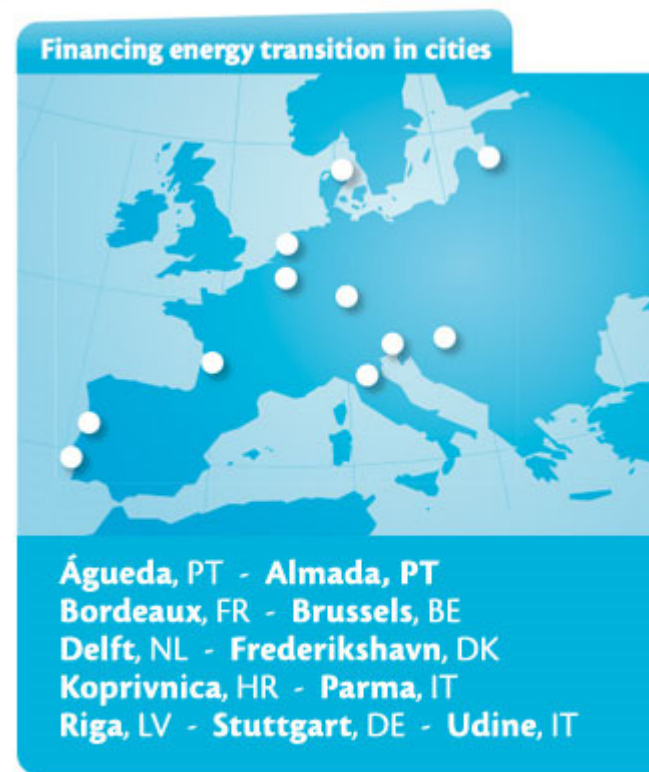 Financing energy transition in cities
Águeda, PT - Almada, PT
Bordeaux, FR - Brussels, BE
Delft, NL - Frederikshavn, DK
Koprivnica, HR - Parma, IT
Riga, LV - Stuttgart, DE - Udine, IT